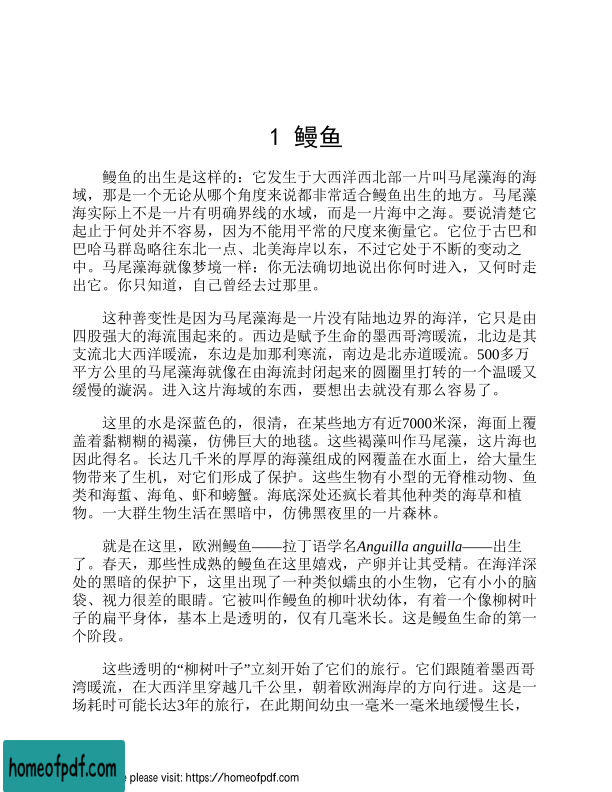 1 鳗鱼
鳗鱼的出生是这样的：它发生于大西洋西北部一片叫马尾藻海的海
域，那是一个无论从哪个角度来说都非常适合鳗鱼出生的地方。马尾藻
海实际上不是一片有明确界线的水域，而是一片海中之海。要说清楚它
起止于何处并不容易，因为不能用平常的尺度来衡量它。它位于古巴和
巴哈马群岛略往东北一点、北美海岸以东，不过它处于不断的变动之
中。马尾藻海就像梦境一样：你无法确切地说出你何时进入，又何时走
出它。你只知道，自己曾经去过那里。
这种善变性是因为马尾藻海是一片没有陆地边界的海洋，它只是由
四股强大的海流围起来的。西边是赋予生命的墨西哥湾暖流，北边是其
支流北大西洋暖流，东边是加那利寒流，南边是北赤道暖流。500多万
平方公里的马尾藻海就像在由海流封闭起来的圆圈里打转的一个温暖又
缓慢的漩涡。进入这片海域的东西，要想出去就没有那么容易了。
这里的水是深蓝色的，很清，在某些地方有近7000米深，海面上覆
盖着黏糊糊的褐藻，仿佛巨大的地毯。这些褐藻叫作马尾藻，这片海也
因此得名。长达几千米的厚厚的海藻组成的网覆盖在水面上，给大量生
物带来了生机，对它们形成了保护。这些生物有小型的无脊椎动物、鱼
类和海蜇、海龟、虾和螃蟹。海底深处还疯长着其他种类的海草和植
物。一大群生物生活在黑暗中，仿佛黑夜里的一片森林。
就是在这里，欧洲鳗鱼——拉丁语学名Anguilla anguilla——出生
了。春天，那些性成熟的鳗鱼在这里嬉戏，产卵并让其受精。在海洋深
处的黑暗的保护下，这里出现了一种类似蠕虫的小生物，它有小小的脑
袋、视力很差的眼睛。它被叫作鳗鱼的柳叶状幼体，有着一个像柳树叶
子的扁平身体，基本上是透明的，仅有几毫米长。这是鳗鱼生命的第一
个阶段。
这些透明的“柳树叶子”立刻开始了它们的旅行。它们跟随着墨西哥
湾暖流，在大西洋里穿越几千公里，朝着欧洲海岸的方向行进。这是一
场耗时可能长达3年的旅行，在此期间幼虫一毫米一毫米地缓慢生长，
homeofpdf.com
e please visit: https://homeofpdf.com